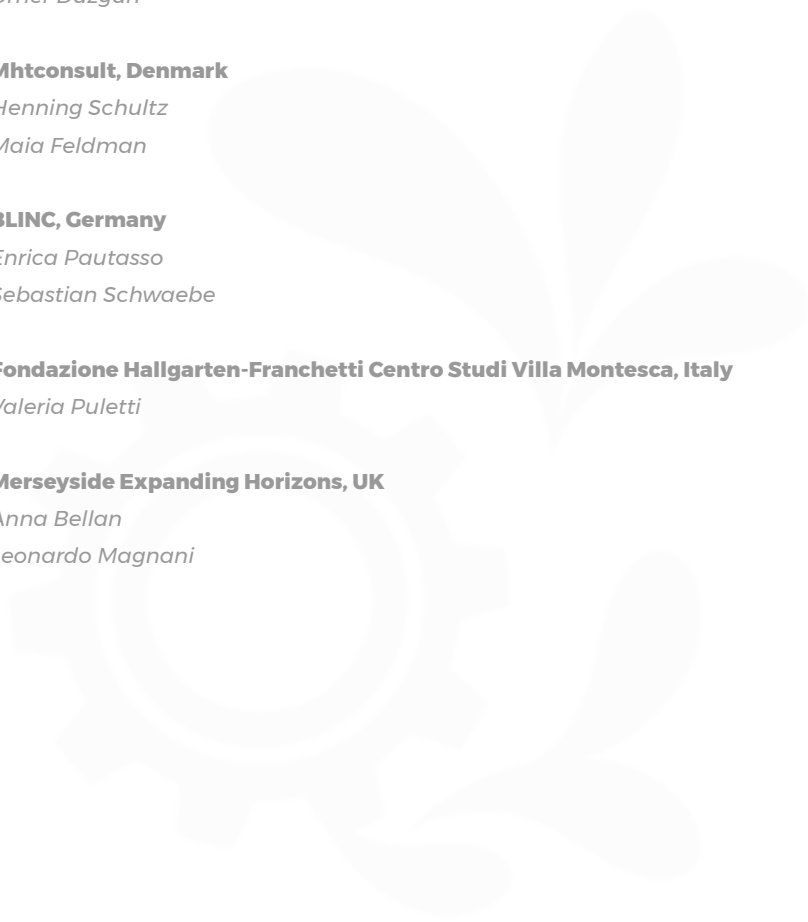 Mhtconsult, Denmark
Henning Schultz
Maia Feldman
BLINC, Germany
Enrica Pautasso
Sebastian Schwaebe
Fondazione Hallgarten-Franchetti Centro Studi Villa Montesca, Italy
Valeria Puletti
Merseyside Expanding Horizons, UK
Anna Bellan
Leonardo Magnani